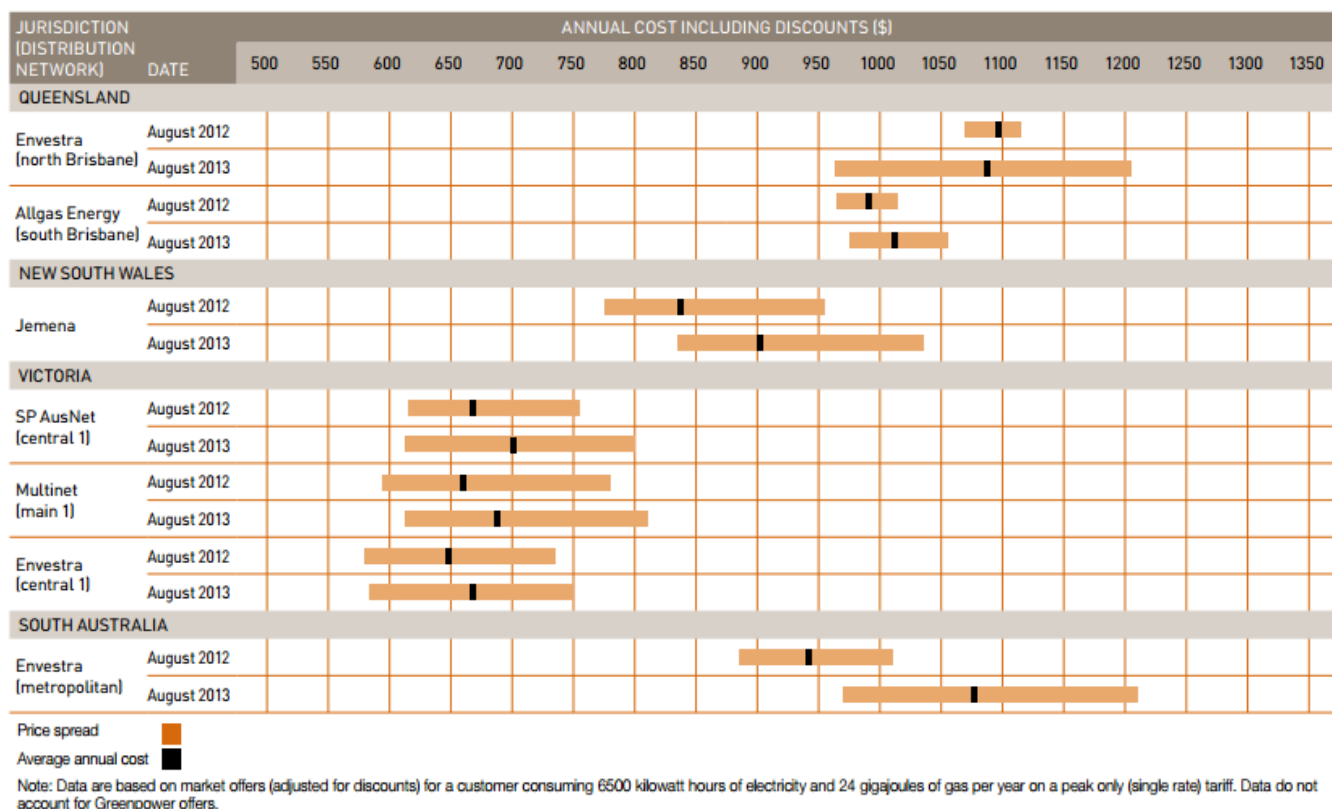 JURISDICTION
(DISTRIBUTION
NETWORK)
DATE
ANNUAL COST INCLUDING DISCOUNTS ($)
500 550 600 650 700 750 800 850 900 950 1000 1050 1100 1150 1200 1250 1300 1350
QUEENSLAND
Envestra
(north Brisbane)
August 2012
August 2013
Allgas Energy
(south Brisbane)
August 2012
August 2013
NEW SOUTH WALES
Jemena
August 2012
August 2013
VICTORIA
SP AusNet
(central 1)
August 2012
August 2013
Multinet
(main 1)
August 2012
August 2013
Envestra
(central 1)
August 2012
August 2013
SOUTH AUSTRALIA
Envestra
(metropolitan)
August 2012
August 2013
Price spread
Average annual cost
Note: Data are based on market offers (adjusted for discounts) for a customer consuming 6500 kilowatt hours of electricity and 24 gigajoules of gas per year on a peak only (single rate) tariff. Data do not
account for Greenpower offers.